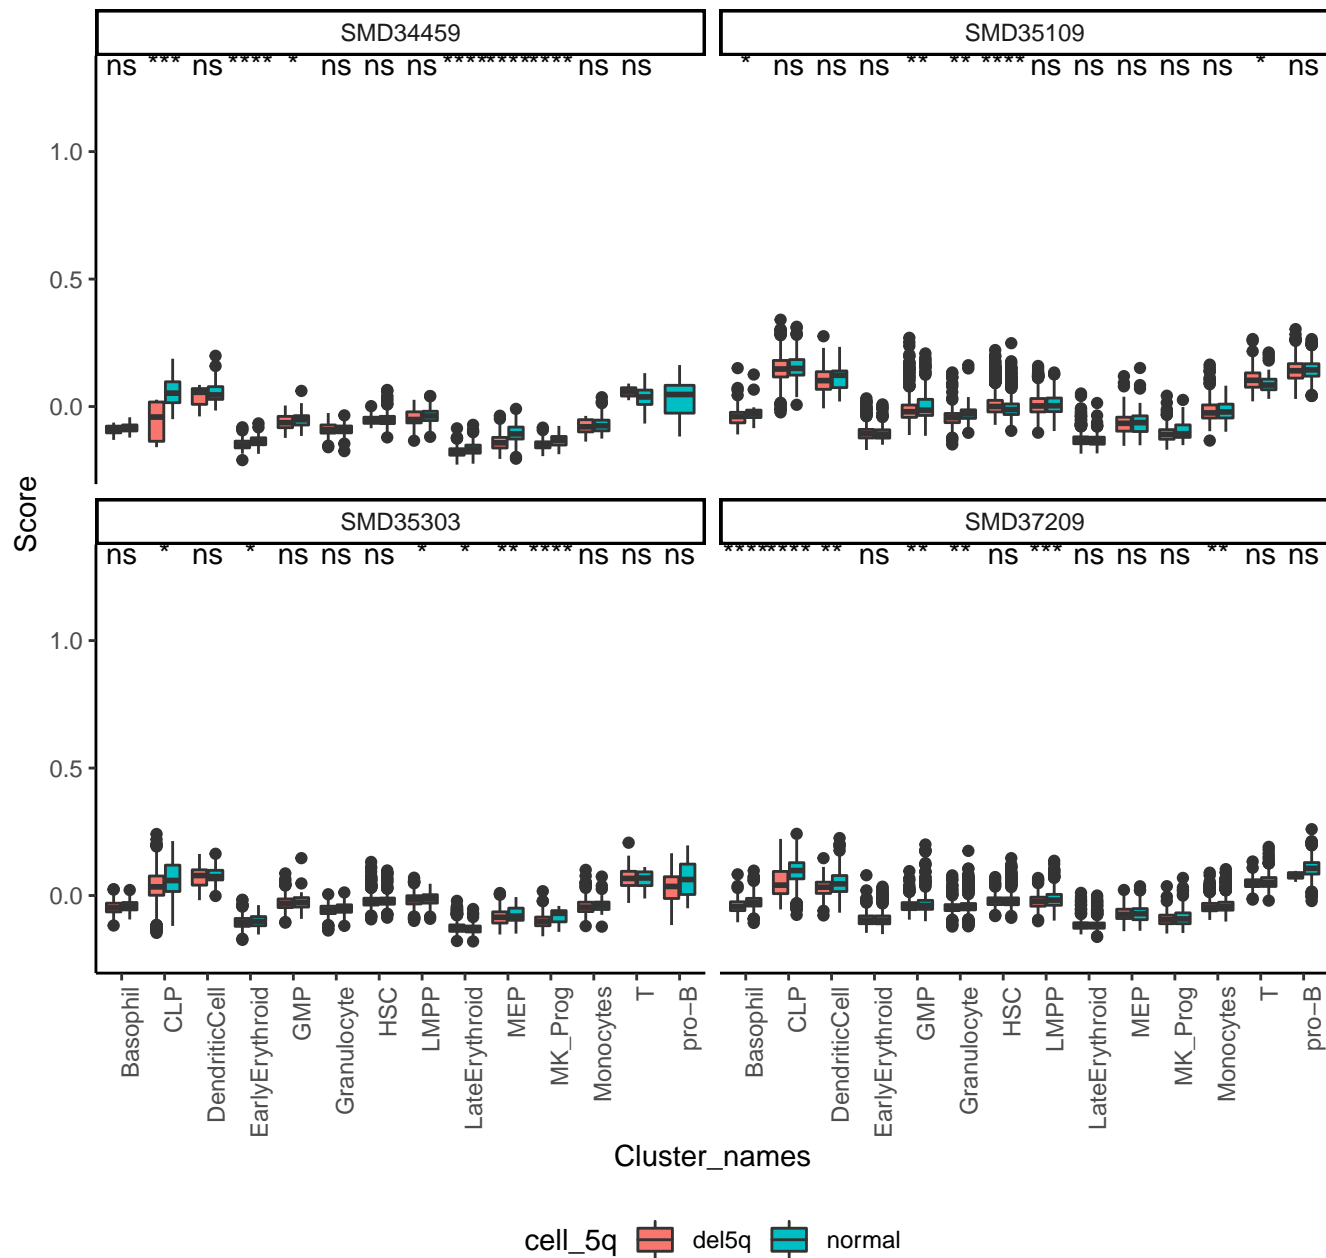 SMD34459 SMD35109
ns *** ns **** * ns ns ns **** **** **** ns ns
* ns ns ns ** ** **** ns ns ns ns ns * ns
1.0
0.5
0.0
Score
SMD35303 SMD37209
ns * ns * ns ns ns * * ** **** ns ns ns
**** **** ** ns ** ** ns *** ns ns ns ** ns ns
1.0
0.5
0.0
Basophil CLP DendriticCell EarlyErythroid GMP Granulocyte HSC LMPP LateErythroid MEP MK_Prog Monocytes T pro−B
Basophil CLP DendriticCell EarlyErythroid GMP Granulocyte HSC LMPP LateErythroid MEP MK_Prog Monocytes T pro−B
Cluster_names
cell_5q del5q normal